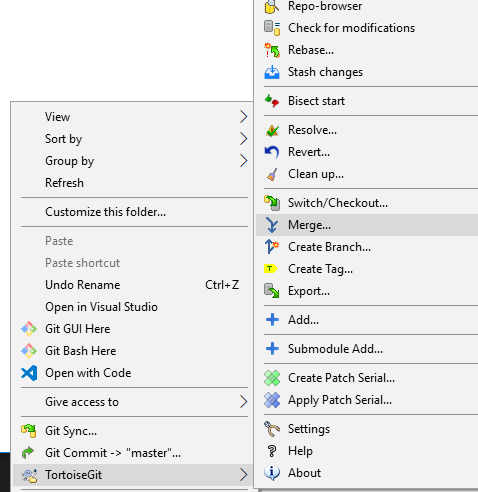 View
Sort by
Group by
Refresh
Customize this folder...
Paste
Paste shortcut
Undo Rename Ctrl+Z
Open in Visual Studio
Git GUI Here
Git Bash Here
Open with Code
Give access to
Git Sync...
Git Commit -> "master"...
TortoiseGit
Repo-browser
Check for modifications
Rebase...
Stash changes
Bisect start
Resolve...
Revert...
Clean up...
Switch/Checkout...
Merge...
Create Branch...
Create Tag...
Export...
Add...
Submodule Add...
Create Patch Serial...
Apply Patch Serial...
Settings
Help
About